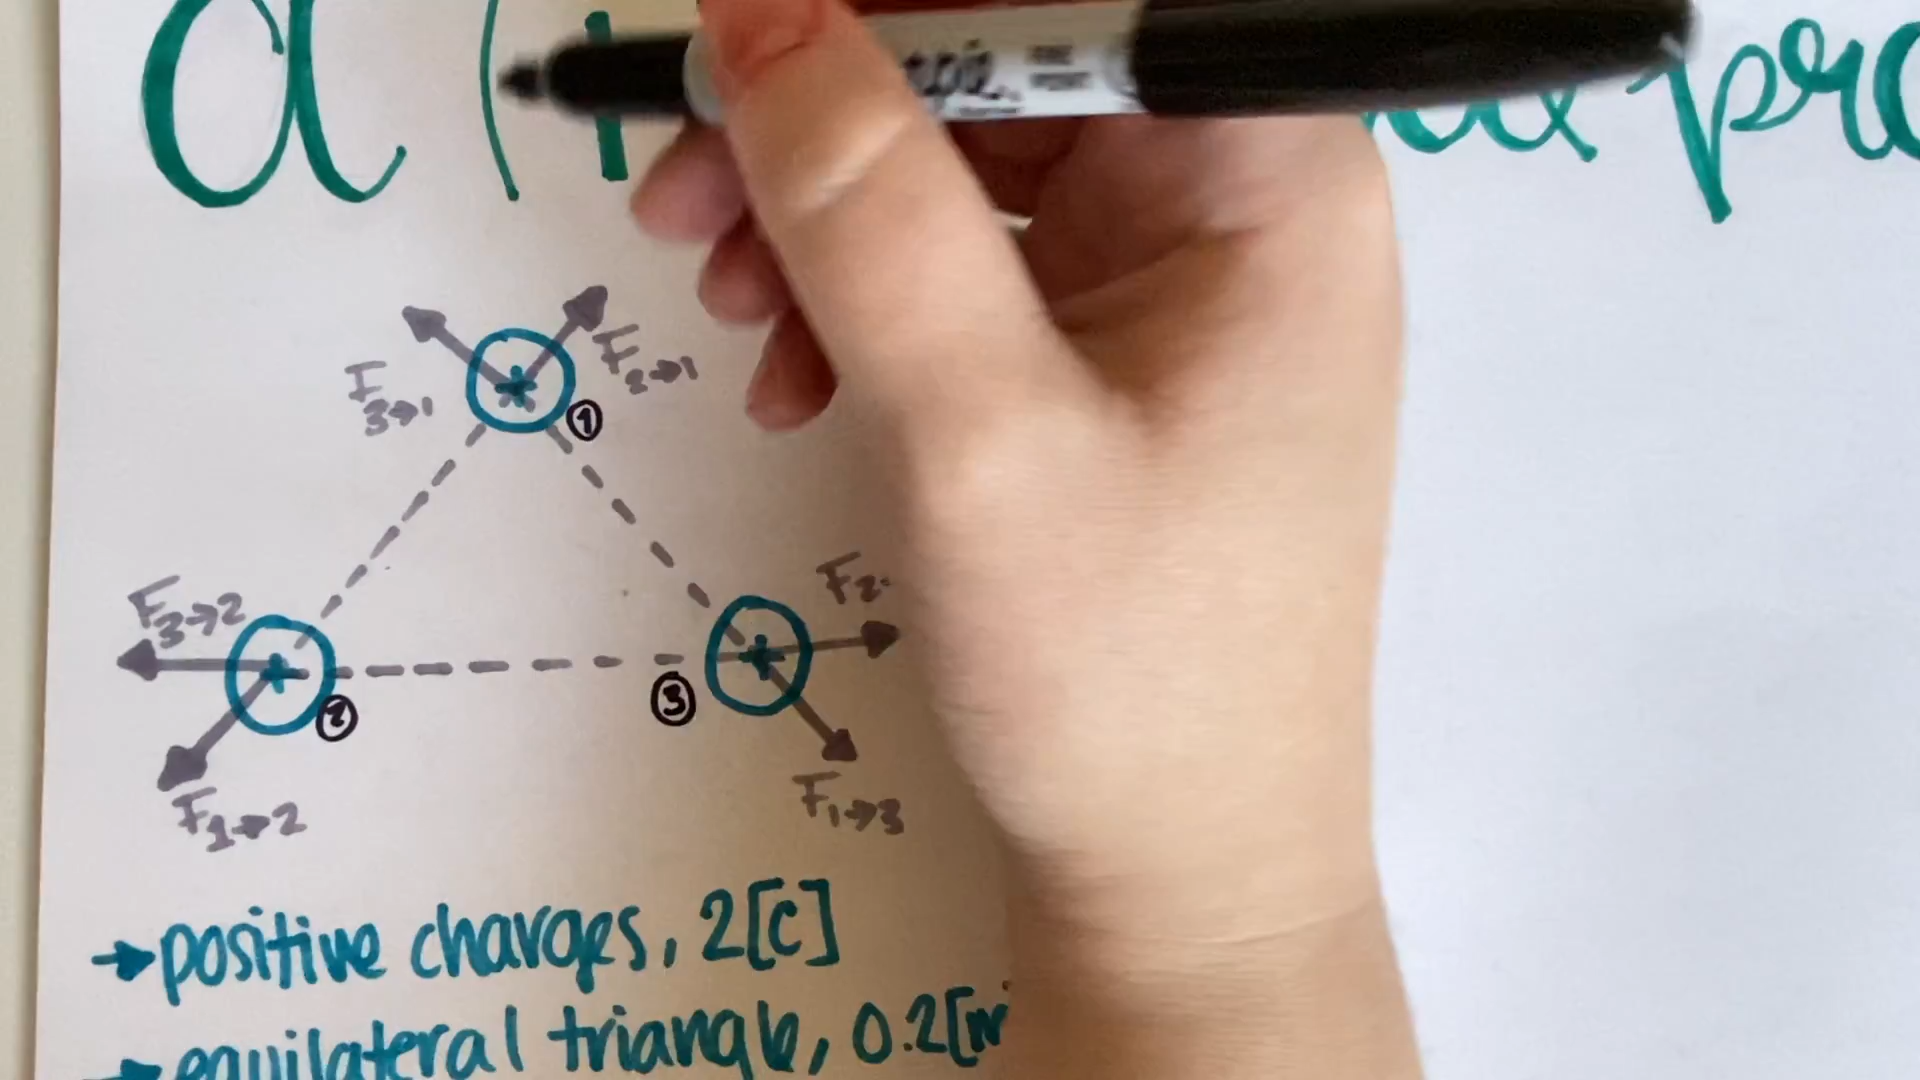 a
pro
F3→1
F2→1
1
F3→2
F2
2
3
F1→2
F1→3
→positive charges, 2[C]
→equilateral triangle, 0.2[m